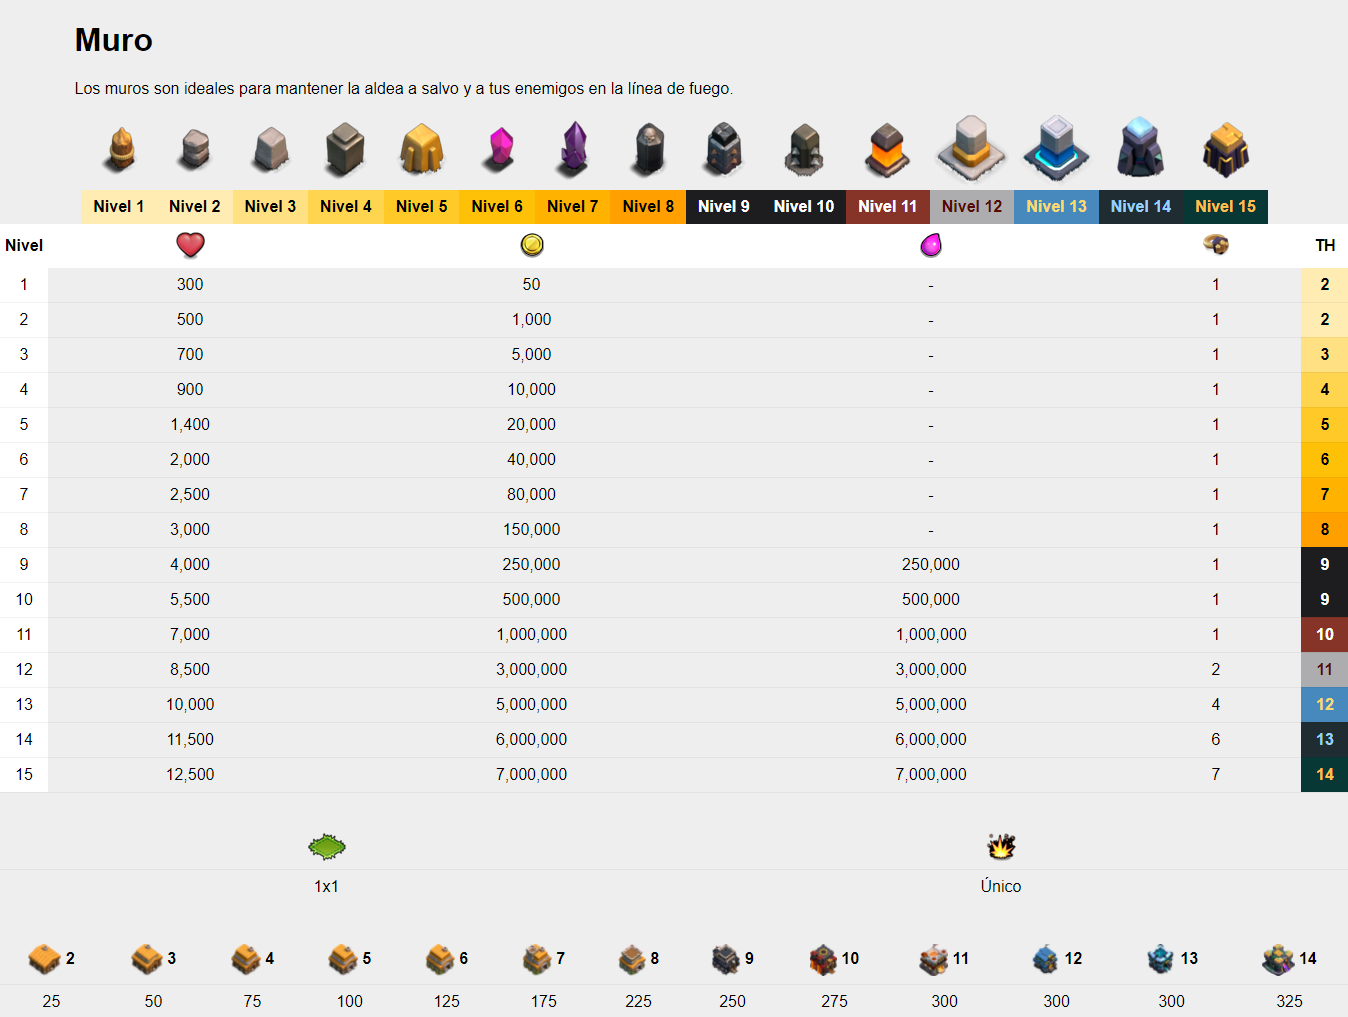 Muro
Los muros son ideales para mantener la aldea a salvo y a tus enemigos en la línea de fuego.
Nivel 1 Nivel 2 Nivel 3 Nivel 4 Nivel 5 Nivel 6 Nivel 7 Nivel 8 Nivel 9 Nivel 10 Nivel 11 Nivel 12 Nivel 13 Nivel 14 Nivel 15
Nivel TH
1 300 50 - 1 2
2 500 1,000 - 1 2
3 700 5,000 - 1 3
4 900 10,000 - 1 4
5 1,400 20,000 - 1 5
6 2,000 40,000 - 1 6
7 2,500 80,000 - 1 7
8 3,000 150,000 - 1 8
9 4,000 250,000 250,000 1 9
10 5,500 500,000 500,000 1 9
11 7,000 1,000,000 1,000,000 1 10
12 8,500 3,000,000 3,000,000 2 11
13 10,000 5,000,000 5,000,000 4 12
14 11,500 6,000,000 6,000,000 6 13
15 12,500 7,000,000 7,000,000 7 14
1x1 Único
2 3 4 5 6 7 8 9 10 11 12 13 14
25 50 75 100 125 175 225 250 275 300 300 300 325